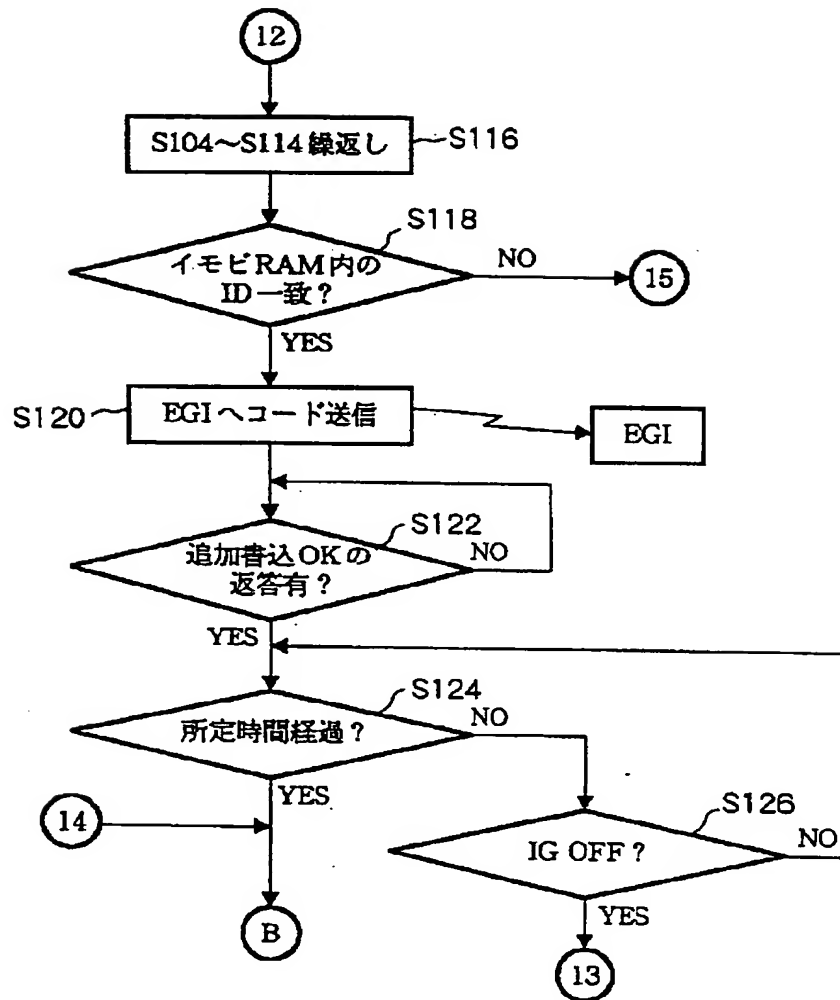 12
S104～S114繰返し
S116
S118
イモビRAM内の
ID一致？
NO
15
YES
S120
EGIへコード送信
EGI
S122
追加書込OKの
返答有？
NO
YES
S124
所定時間経過？
NO
YES
14
S126
IG OFF？
NO
YES
B
13